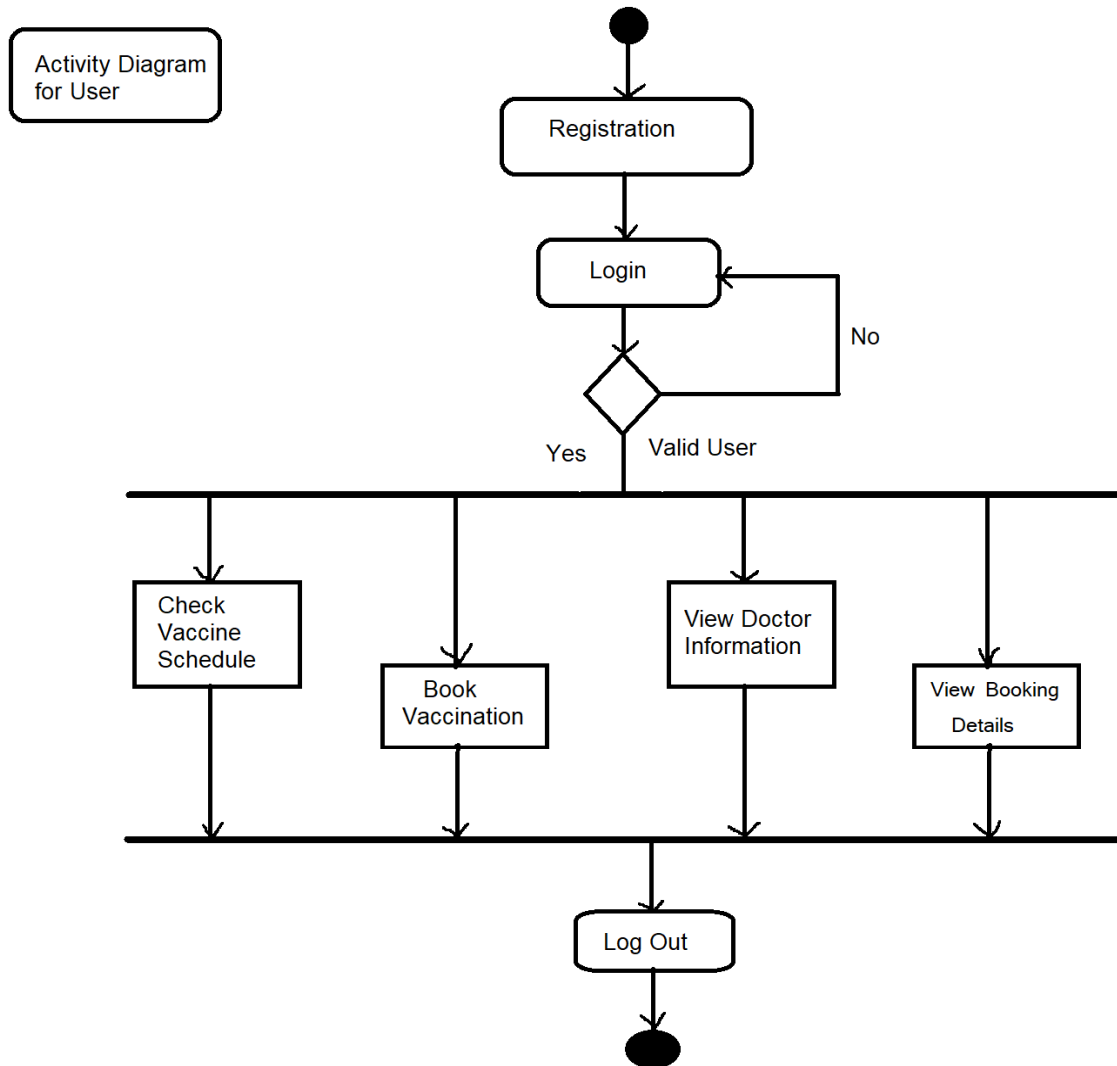 Activity Diagram
for User
Registration
Login
No
Yes
Valid User
Check
Vaccine
Schedule
Book
Vaccination
View Doctor
Information
View Booking
Details
Log Out